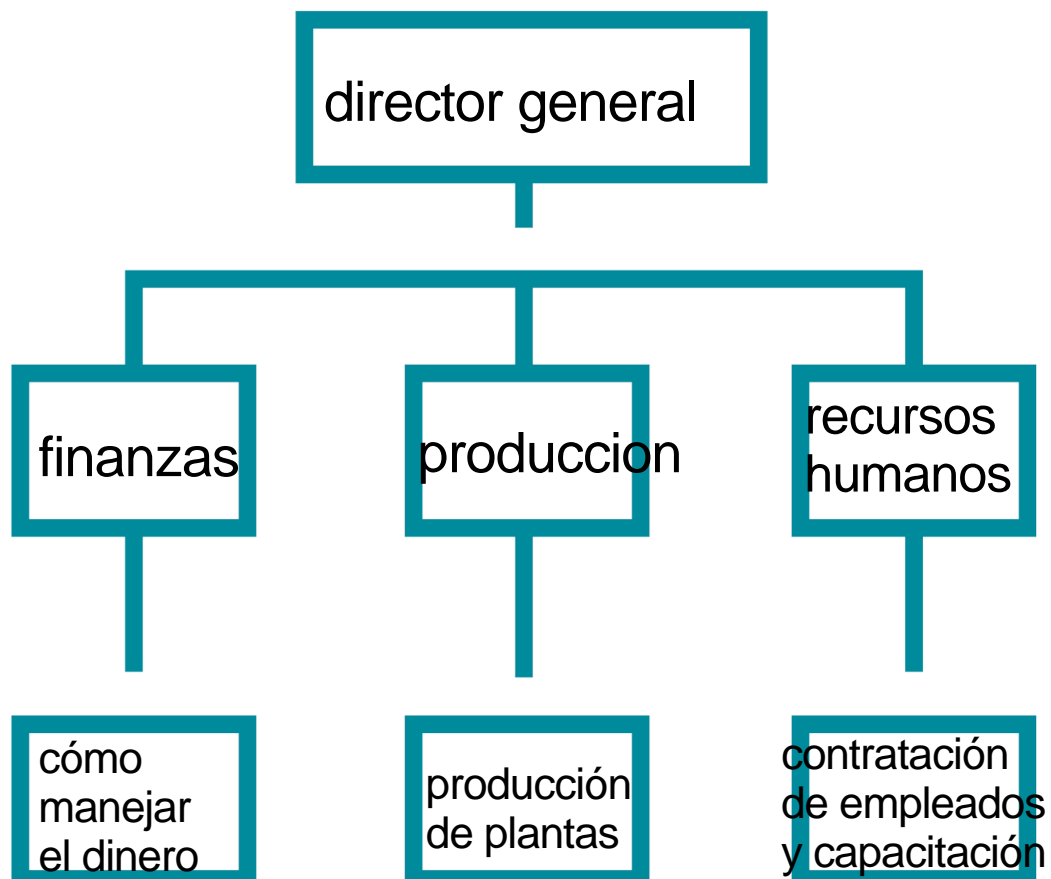 director general
finanzas
produccion
recursos
humanos
cómo
manejar
el dinero
producción
de plantas
contratación
de empleados
y capacitación